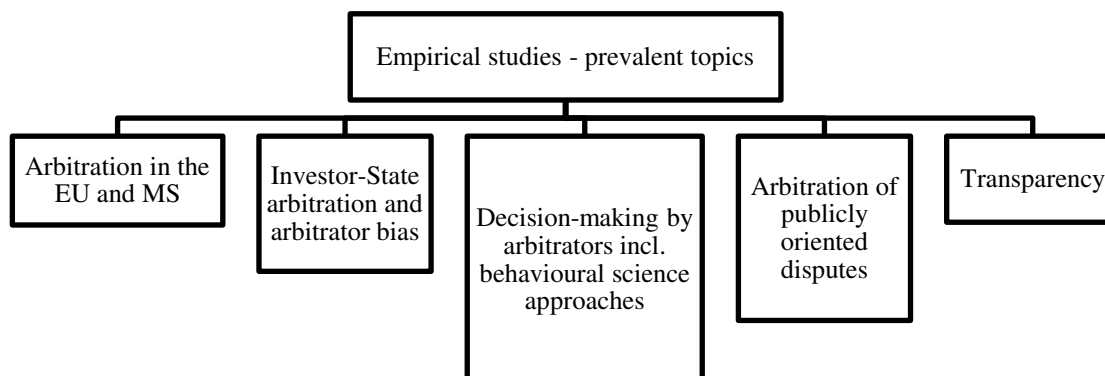 Empirical studies - prevalent topics
Arbitration in the
EU and MS
Investor-State
arbitration and
arbitrator bias
Decision-making by
arbitrators incl.
behavioural science
approaches
Arbitration of
publicly
oriented
disputes
Transparency